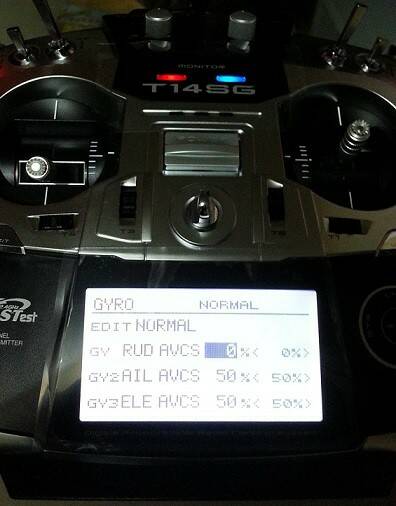 MONITOR
T14SG
STest
GYRO NORMAL
EDIT NORMAL
GY RUD AVCS 0%< 0%>
GY2 AIL AVCS 50%< 50%>
GY3 ELE AVCS 50%< 50%>